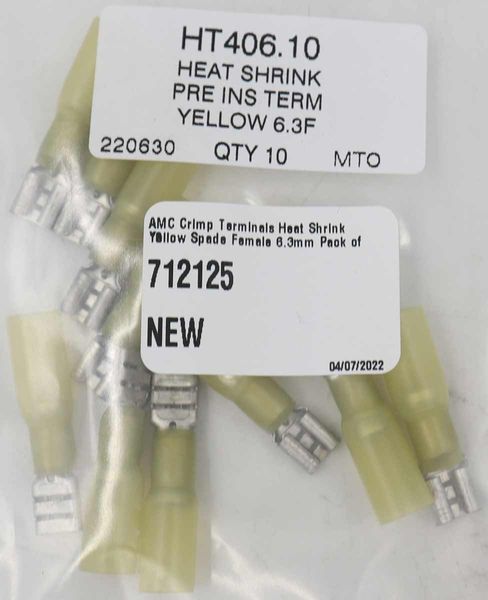 HT406.10
HEAT SHRINK
PRE INS TERM
YELLOW 6.3F
220630 QTY 10 MTO
AMC Crimp Terminals Heat Shrink
Yellow Spade Female 6.3mm Pack of
712125
NEW
04/07/2022